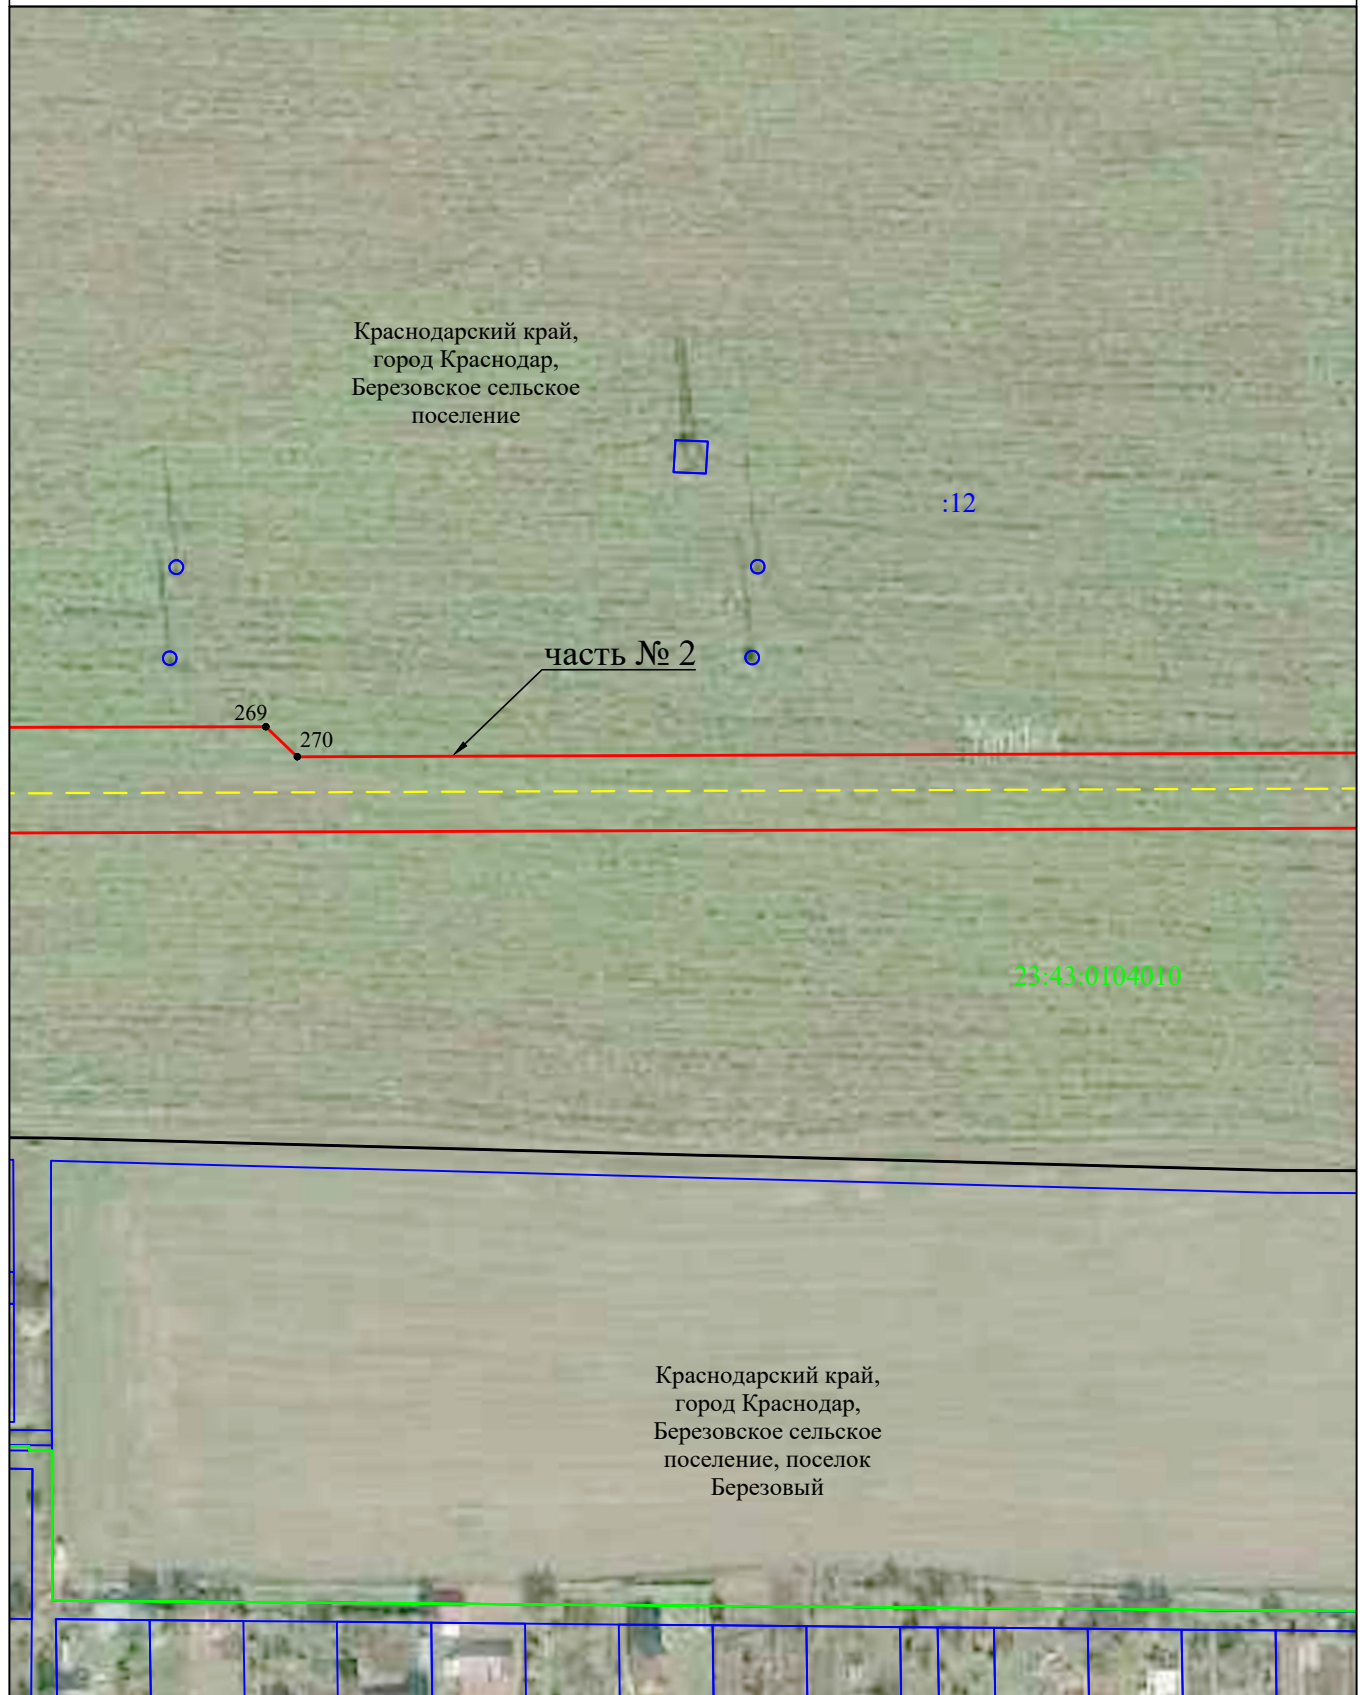 Краснодарский край,
город Краснодар,
Березовское сельское
поселение
:12
часть № 2
269
270
Yandex
23:43:0104010
Краснодарский край,
город Краснодар,
Березовское сельское
поселение, поселок
Березовый